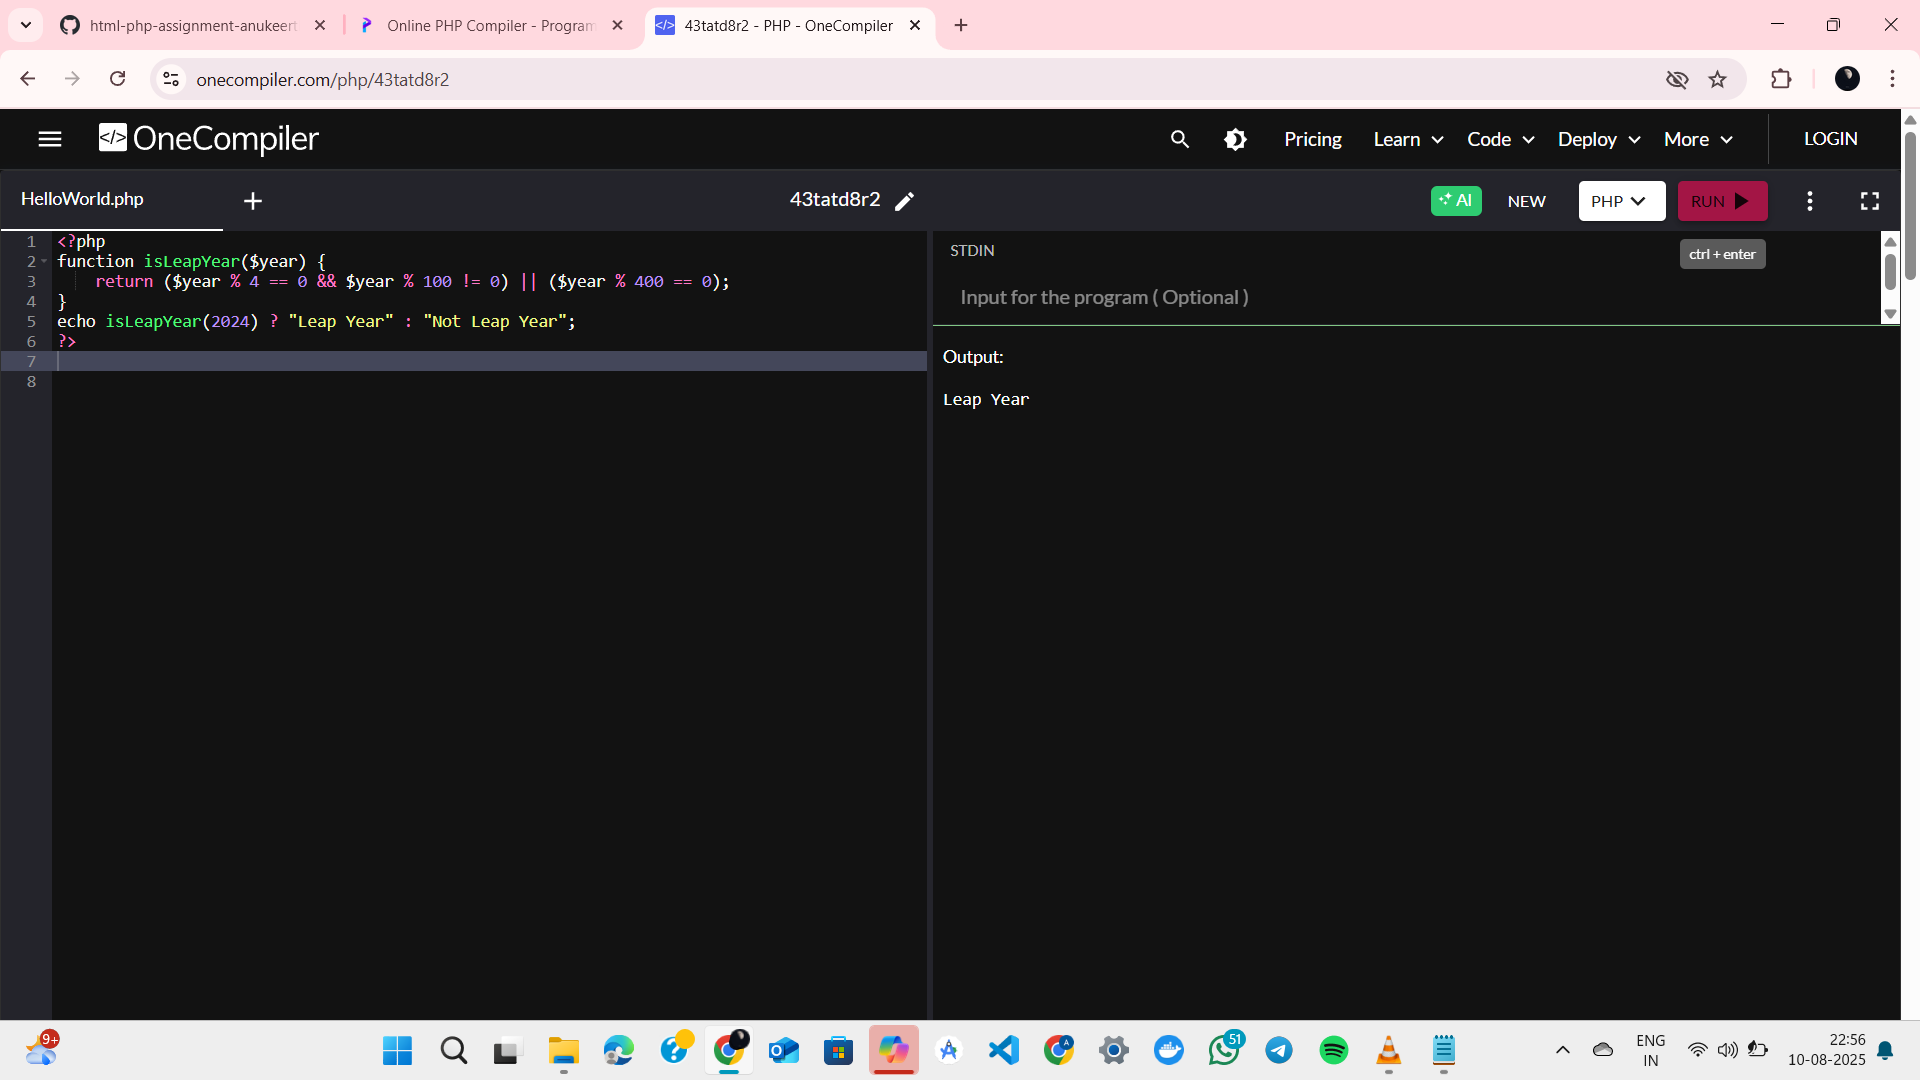 html-php-assignment-anukeert
Online PHP Compiler - Program
43tatd8r2 - PHP - OneCompiler
onecompiler.com/php/43tatd8r2
</> OneCompiler
Pricing
Learn
Code
Deploy
More
LOGIN
HelloWorld.php
43tatd8r2
AI
NEW
PHP
RUN
ctrl + enter
1 <?php
2 function isLeapYear($year) {
3     return ($year % 4 == 0 && $year % 100 != 0) || ($year % 400 == 0);
4 }
5 echo isLeapYear(2024) ? "Leap Year" : "Not Leap Year";
6 ?>
7
8
STDIN
Input for the program ( Optional )
Output:
Leap Year
9+
51
ENG
IN
22:56
10-08-2025